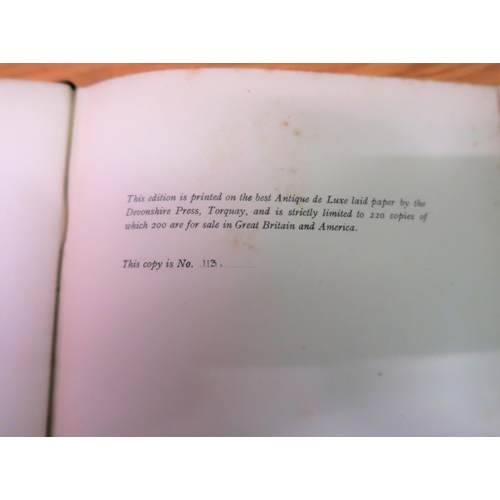 This edition is printed on the best Antique de Luxe laid paper by the
Devonshire Press, Torquay, and is strictly limited to 220 copies of
which 200 are for sale in Great Britain and America.
This copy is No. 113.